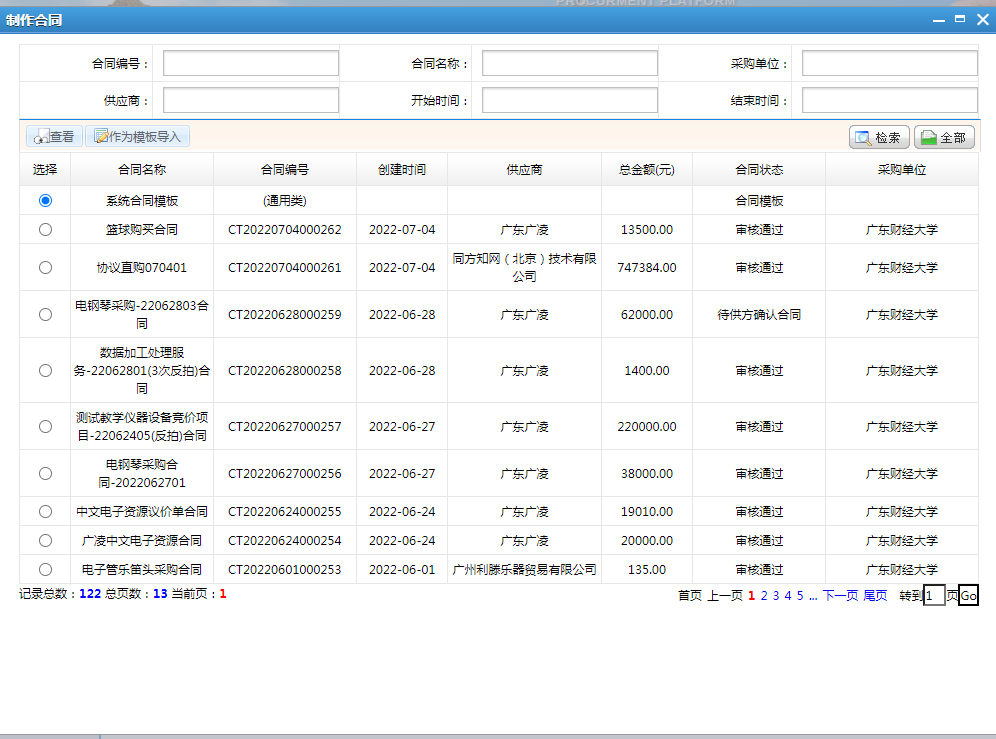 PROCURMENT PLATFORM
制作合同
合同编号： 合同名称： 采购单位：
供应商： 开始时间： 结束时间：
查看 作为模板导入 检索 全部
选择 合同名称 合同编号 创建时间 供应商 总金额(元) 合同状态 采购单位
系统合同模板 (通用类) 合同模板
篮球购买合同 CT20220704000262 2022-07-04 广东广凌 13500.00 审核通过 广东财经大学
协议直购070401 CT20220704000261 2022-07-04 同方知网（北京）技术有限
公司 747384.00 审核通过 广东财经大学
电钢琴采购-22062803合
同 CT20220628000259 2022-06-28 广东广凌 62000.00 待供方确认合同 广东财经大学
数据加工处理服
务-22062801(3次反拍)合
同 CT20220628000258 2022-06-28 广东广凌 1400.00 审核通过 广东财经大学
测试教学仪器设备竞价项
目-22062405(反拍)合同 CT20220627000257 2022-06-27 广东广凌 220000.00 审核通过 广东财经大学
电钢琴采购合
同-2022062701 CT20220627000256 2022-06-27 广东广凌 38000.00 审核通过 广东财经大学
中文电子资源议价单合同 CT20220624000255 2022-06-24 广东广凌 19010.00 审核通过 广东财经大学
广凌中文电子资源合同 CT20220624000254 2022-06-24 广东广凌 20000.00 审核通过 广东财经大学
电子管乐笛头采购合同 CT20220601000253 2022-06-01 广州利滕乐器贸易有限公司 135.00 审核通过 广东财经大学
记录总数：122 总页数：13 当前页：1 首页 上一页 1 2 3 4 5 ... 下一页 尾页 转到 1 页 Go